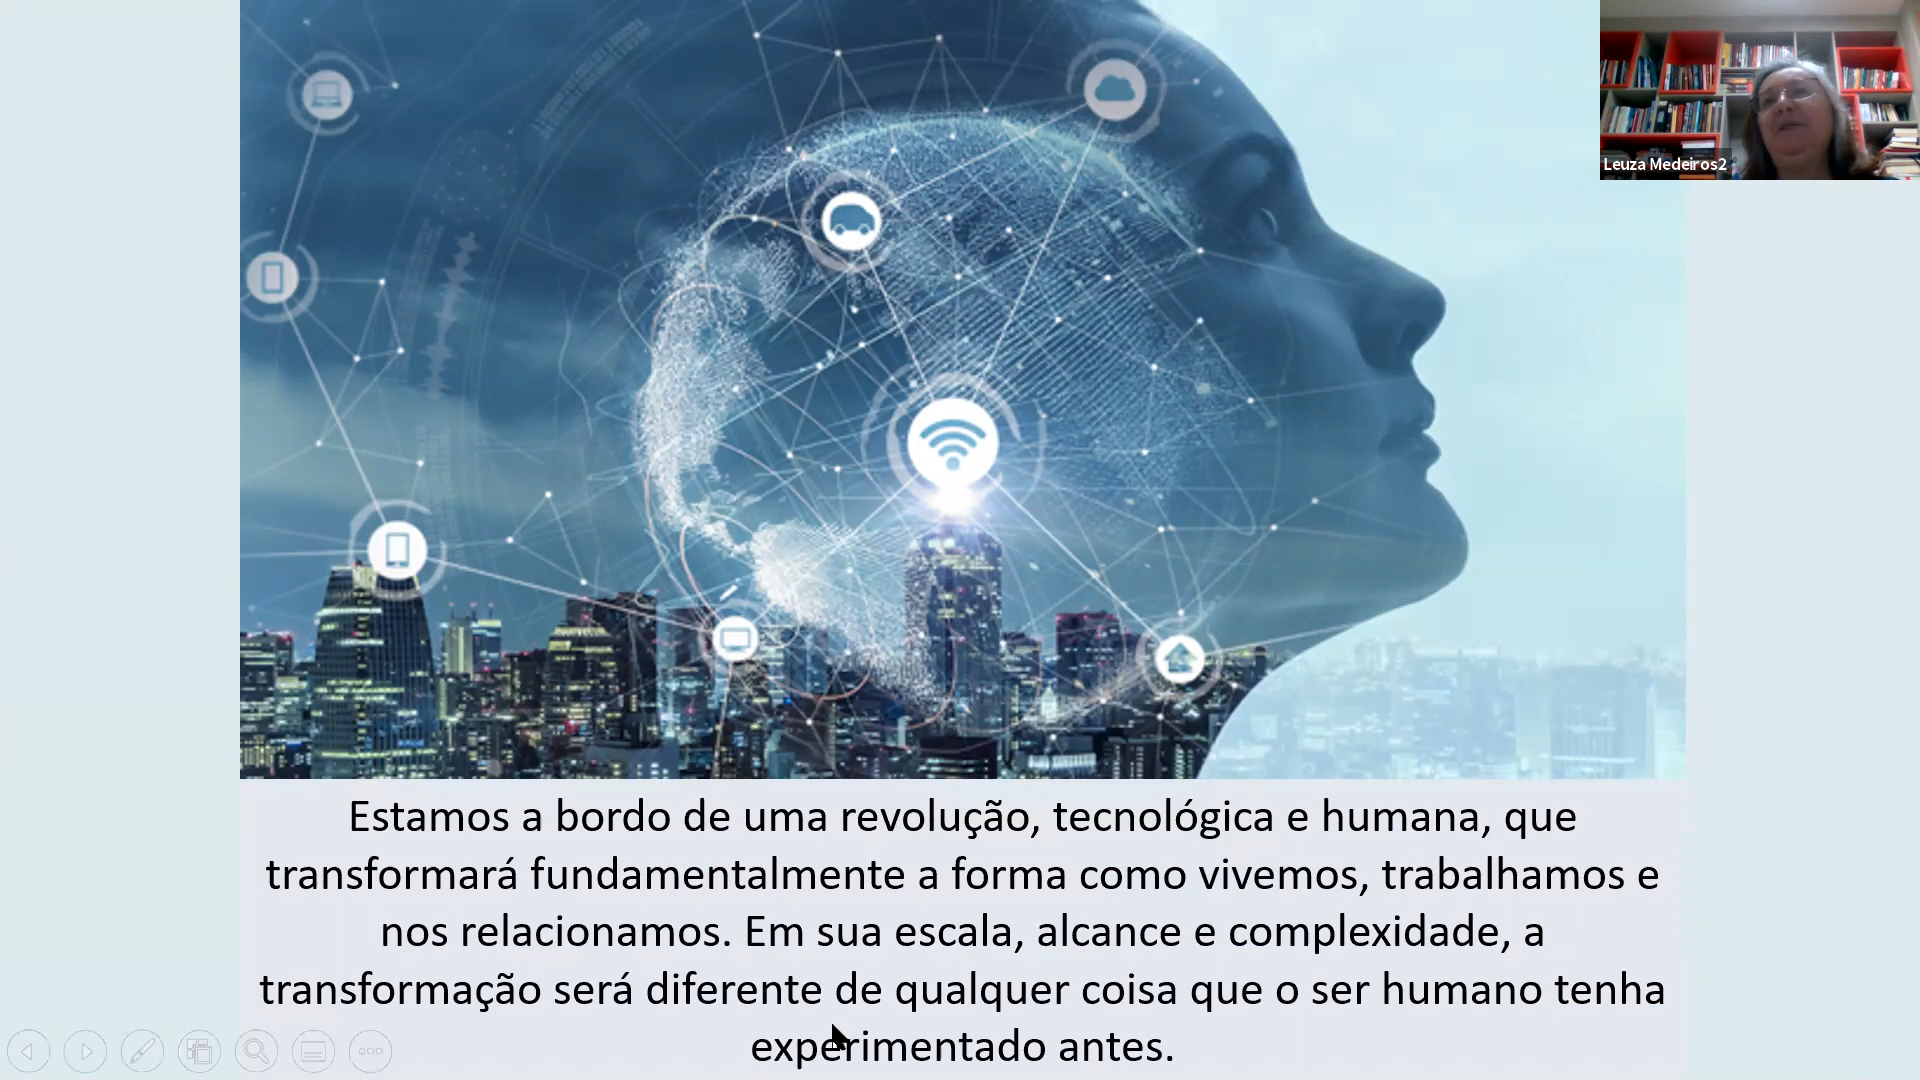 Leuza Medeiros2
Estamos a bordo de uma revolução, tecnológica e humana, que
transformará fundamentalmente a forma como vivemos, trabalhamos e
nos relacionamos. Em sua escala, alcance e complexidade, a
transformação será diferente de qualquer coisa que o ser humano tenha
experimentado antes.